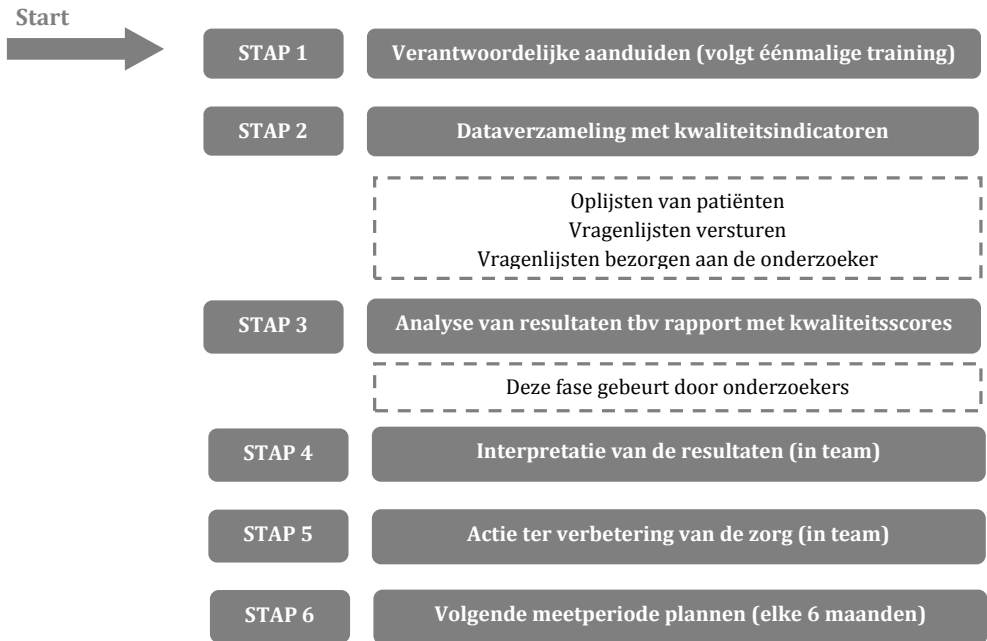 Start
STAP 1
Verantwoordelijke aanduiden (volgt éénmalige training)
STAP 2
Dataverzameling met kwaliteitsindicatoren
Oplijsten van patiënten
Vragenlijsten versturen
Vragenlijsten bezorgen aan de onderzoeker
STAP 3
Analyse van resultaten tbv rapport met kwaliteitsscores
Deze fase gebeurt door onderzoekers
STAP 4
Interpretatie van de resultaten (in team)
STAP 5
Actie ter verbetering van de zorg (in team)
STAP 6
Volgende meetperiode plannen (elke 6 maanden)